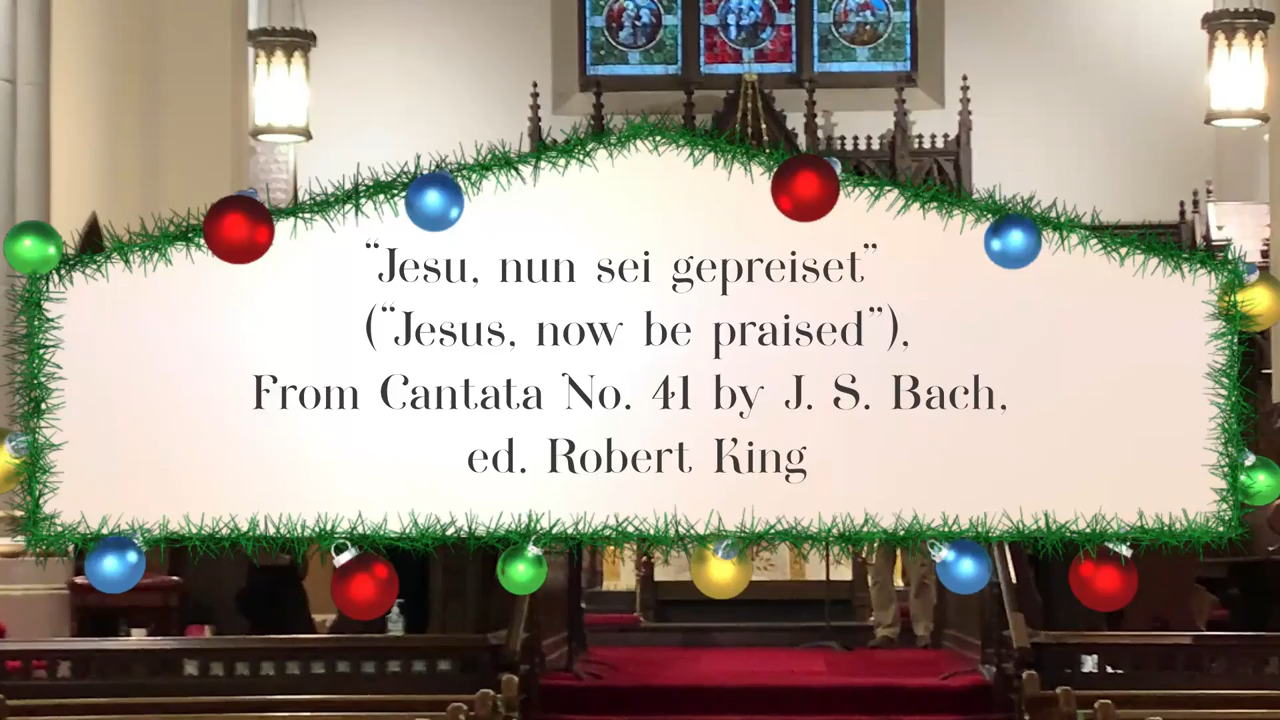 “Jesu, nun sei gepreiset”
(“Jesus, now be praised”),
From Cantata No. 41 by J. S. Bach,
ed. Robert King